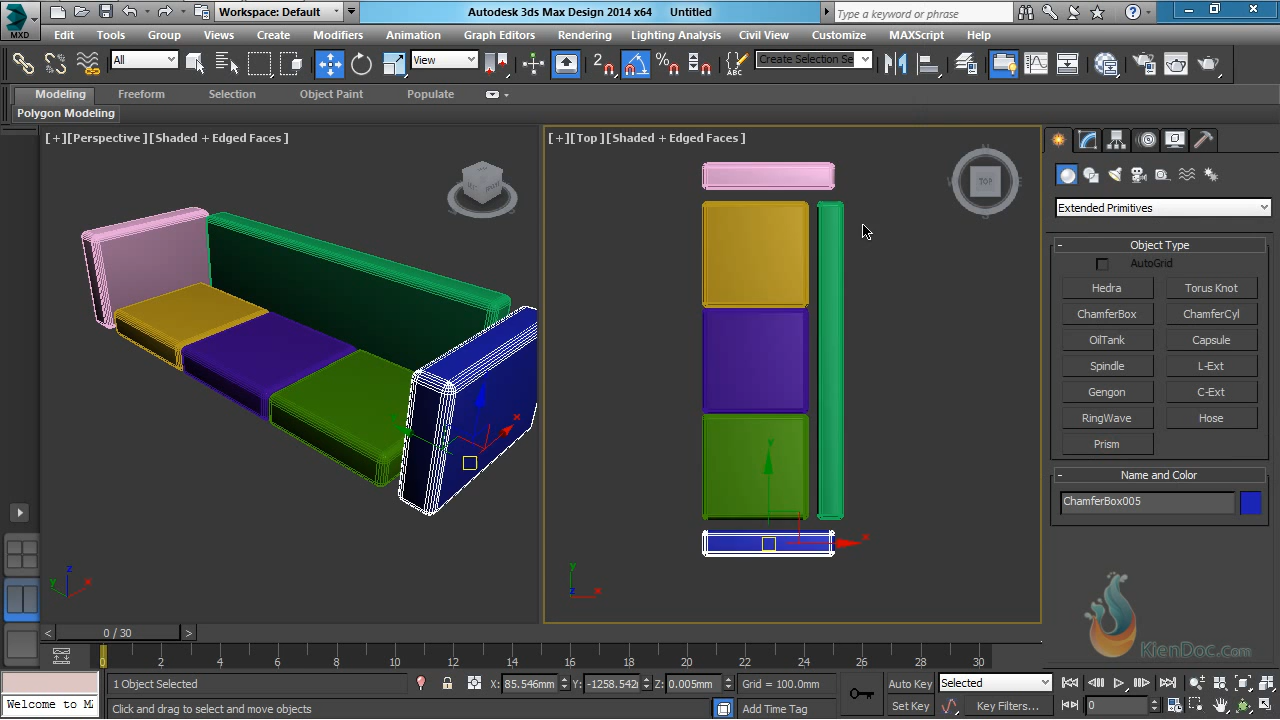 Workspace: Default
Autodesk 3ds Max Design 2014 x64 Untitled
Type a keyword or phrase
MXD
Edit Tools Group Views Create Modifiers Animation Graph Editors Rendering Lighting Analysis Civil View Customize MAXScript Help
All
View
2
Create Selection Se
ABC
Modeling Freeform Selection Object Paint Populate
Polygon Modeling
[+][Perspective][Shaded + Edged Faces]
[+][Top][Shaded + Edged Faces]
TOP
Extended Primitives
- Object Type
AutoGrid
Hedra Torus Knot
ChamferBox ChamferCyl
OilTank Capsule
Spindle L-Ext
Gengon C-Ext
RingWave Hose
Prism
- Name and Color
ChamferBox005
z
y x
y
z x
KienDoc.com
< 0 / 30 >
0 2 4 6 8 10 12 14 16 18 20 22 24 26 28 30
1 Object Selected
X: 85.546mm Y: -1258.542 Z: 0.005mm Grid = 100.0mm
Auto Key Selected
Welcome to MA
Click and drag to select and move objects
Add Time Tag
Set Key Key Filters...
0